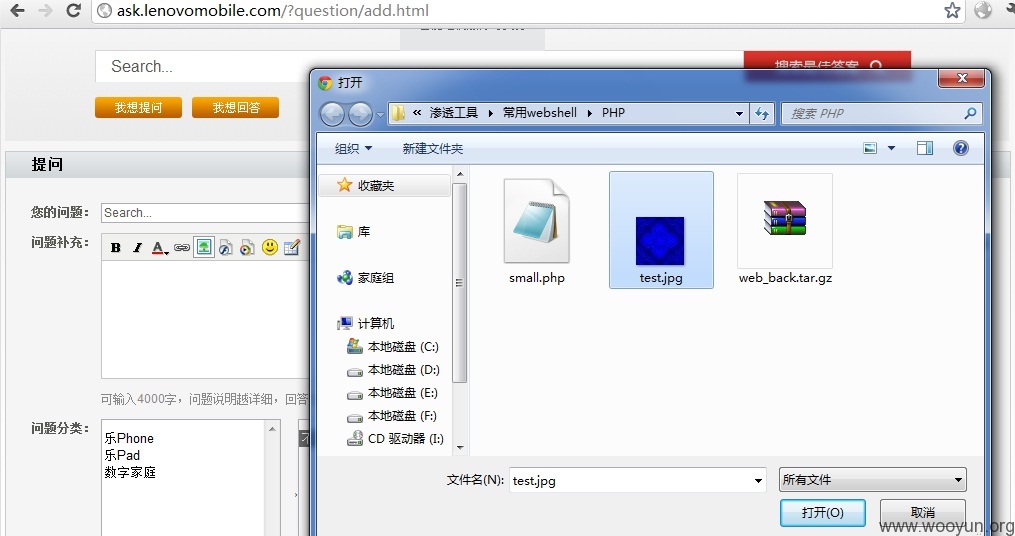 ask.lenovomobile.com/?question/add.html
Search...
搜索最佳答案
我想提问
我想回答
提问
您的问题:
Search...
问题补充:
B I A
可输入4000字，问题说明越详细，回答
问题分类:
乐Phone
乐Pad
数字家庭
打开
« 渗透工具 ▸ 常用webshell ▸ PHP
搜索 PHP
组织
新建文件夹
收藏夹
库
家庭组
计算机
本地磁盘 (C:)
本地磁盘 (D:)
本地磁盘 (E:)
本地磁盘 (F:)
CD 驱动器 (I:)
small.php
test.jpg
web_back.tar.gz
文件名(N):
test.jpg
所有文件
打开(O)
取消
www.wooyun.org